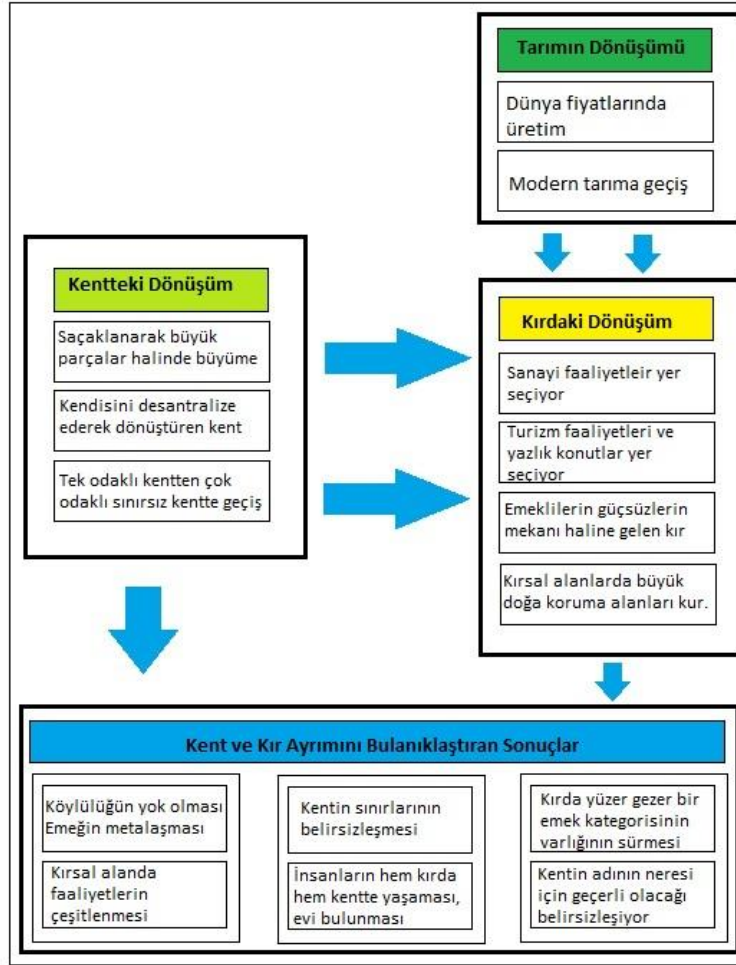 Tarımın Dönüşümü
Dünya fiyatlarında
üretim
Modern tarıma geçiş
Kentteki Dönüşüm
Saçaklanarak büyük
parçalar halinde büyüme
Kendisini desantralize
ederek dönüştüren kent
Tek odaklı kentten çok
odaklı sınırsız kentte geçiş
Kırdaki Dönüşüm
Sanayi faaliyetleir yer
seçiyor
Turizm faaliyetleri ve
yazlık konutlar yer
seçiyor
Emeklilerin güçsüzlerin
mekanı haline gelen kır
Kırsal alanlarda büyük
doğa koruma alanları kur.
Kent ve Kır Ayrımını Bulanıklaştıran Sonuçlar
Köylülüğün yok olması
Emeğin metalaşması
Kırsal alanda
faaliyetlerin
çeşitlenmesi
Kentin sınırlarının
belirsizleşmesi
İnsanların hem kırda
hem kentte yaşaması,
evi bulunması
Kırda yüzer gezer bir
emek kategorisinin
varlığının sürmesi
Kentin adının neresi
için geçerli olacağı
belirsizleşiyor